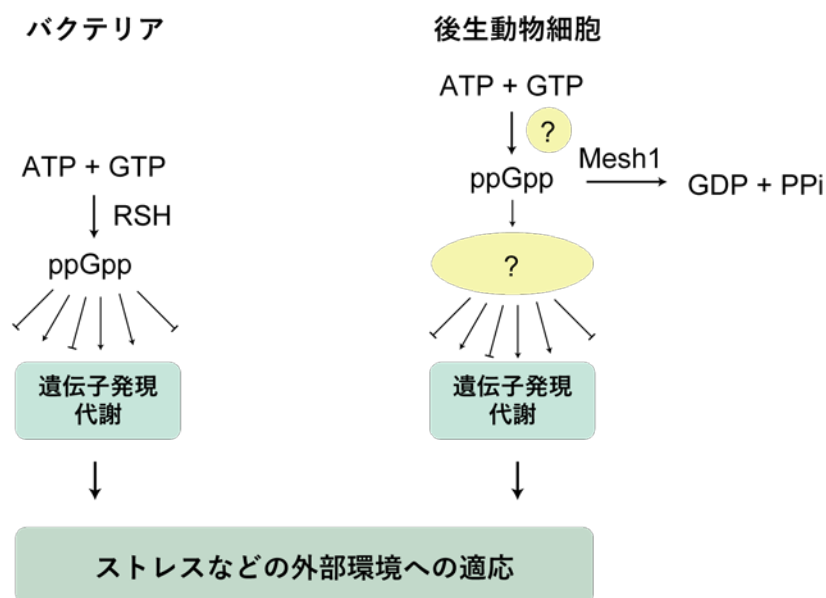 バクテリア
ATP + GTP
RSH
ppGpp
遺伝子発現
代謝
後生動物細胞
ATP + GTP
?
ppGpp
Mesh1
GDP + PPi
?
遺伝子発現
代謝
ストレスなどの外部環境への適応